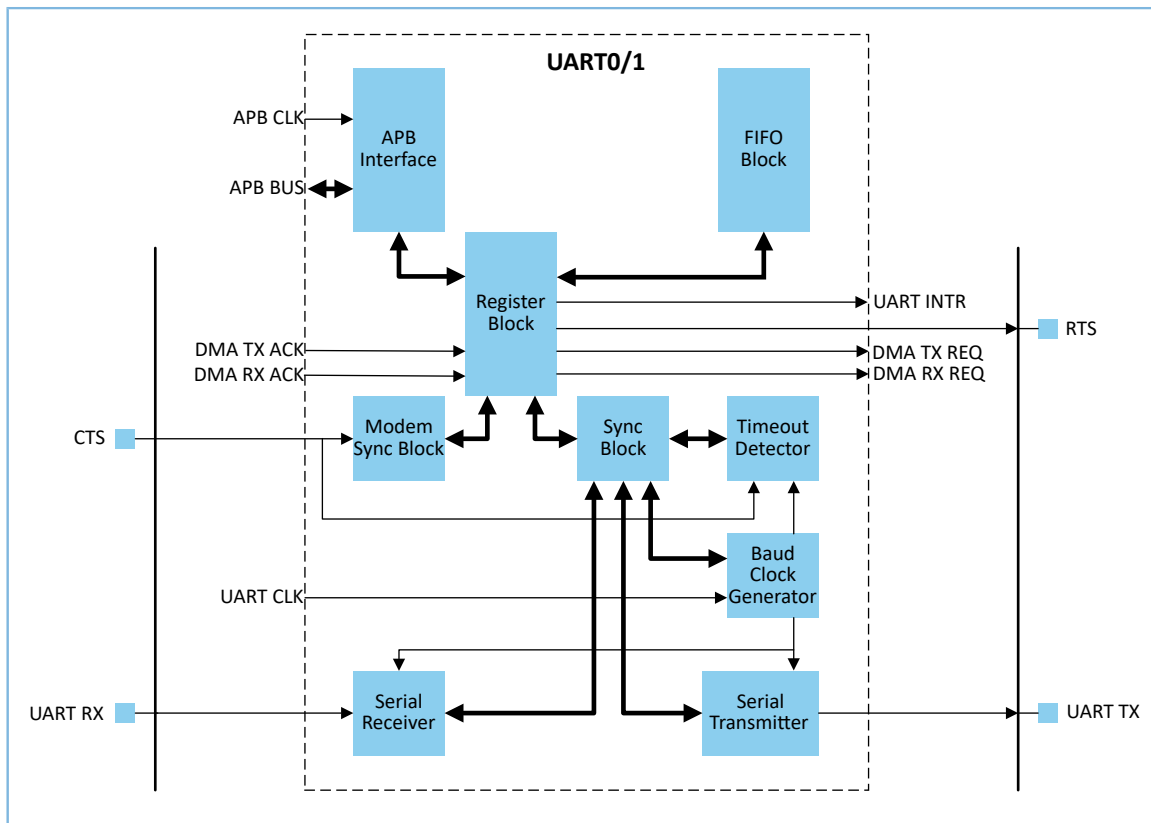 UART0/1
APB CLK
APB
Interface
FIFO
Block
APB BUS
Register
Block
UART INTR
RTS
DMA TX ACK
DMA TX REQ
DMA RX ACK
DMA RX REQ
CTS
Modem
Sync Block
Sync
Block
Timeout
Detector
Baud
Clock
Generator
UART CLK
UART RX
Serial
Receiver
Serial
Transmitter
UART TX